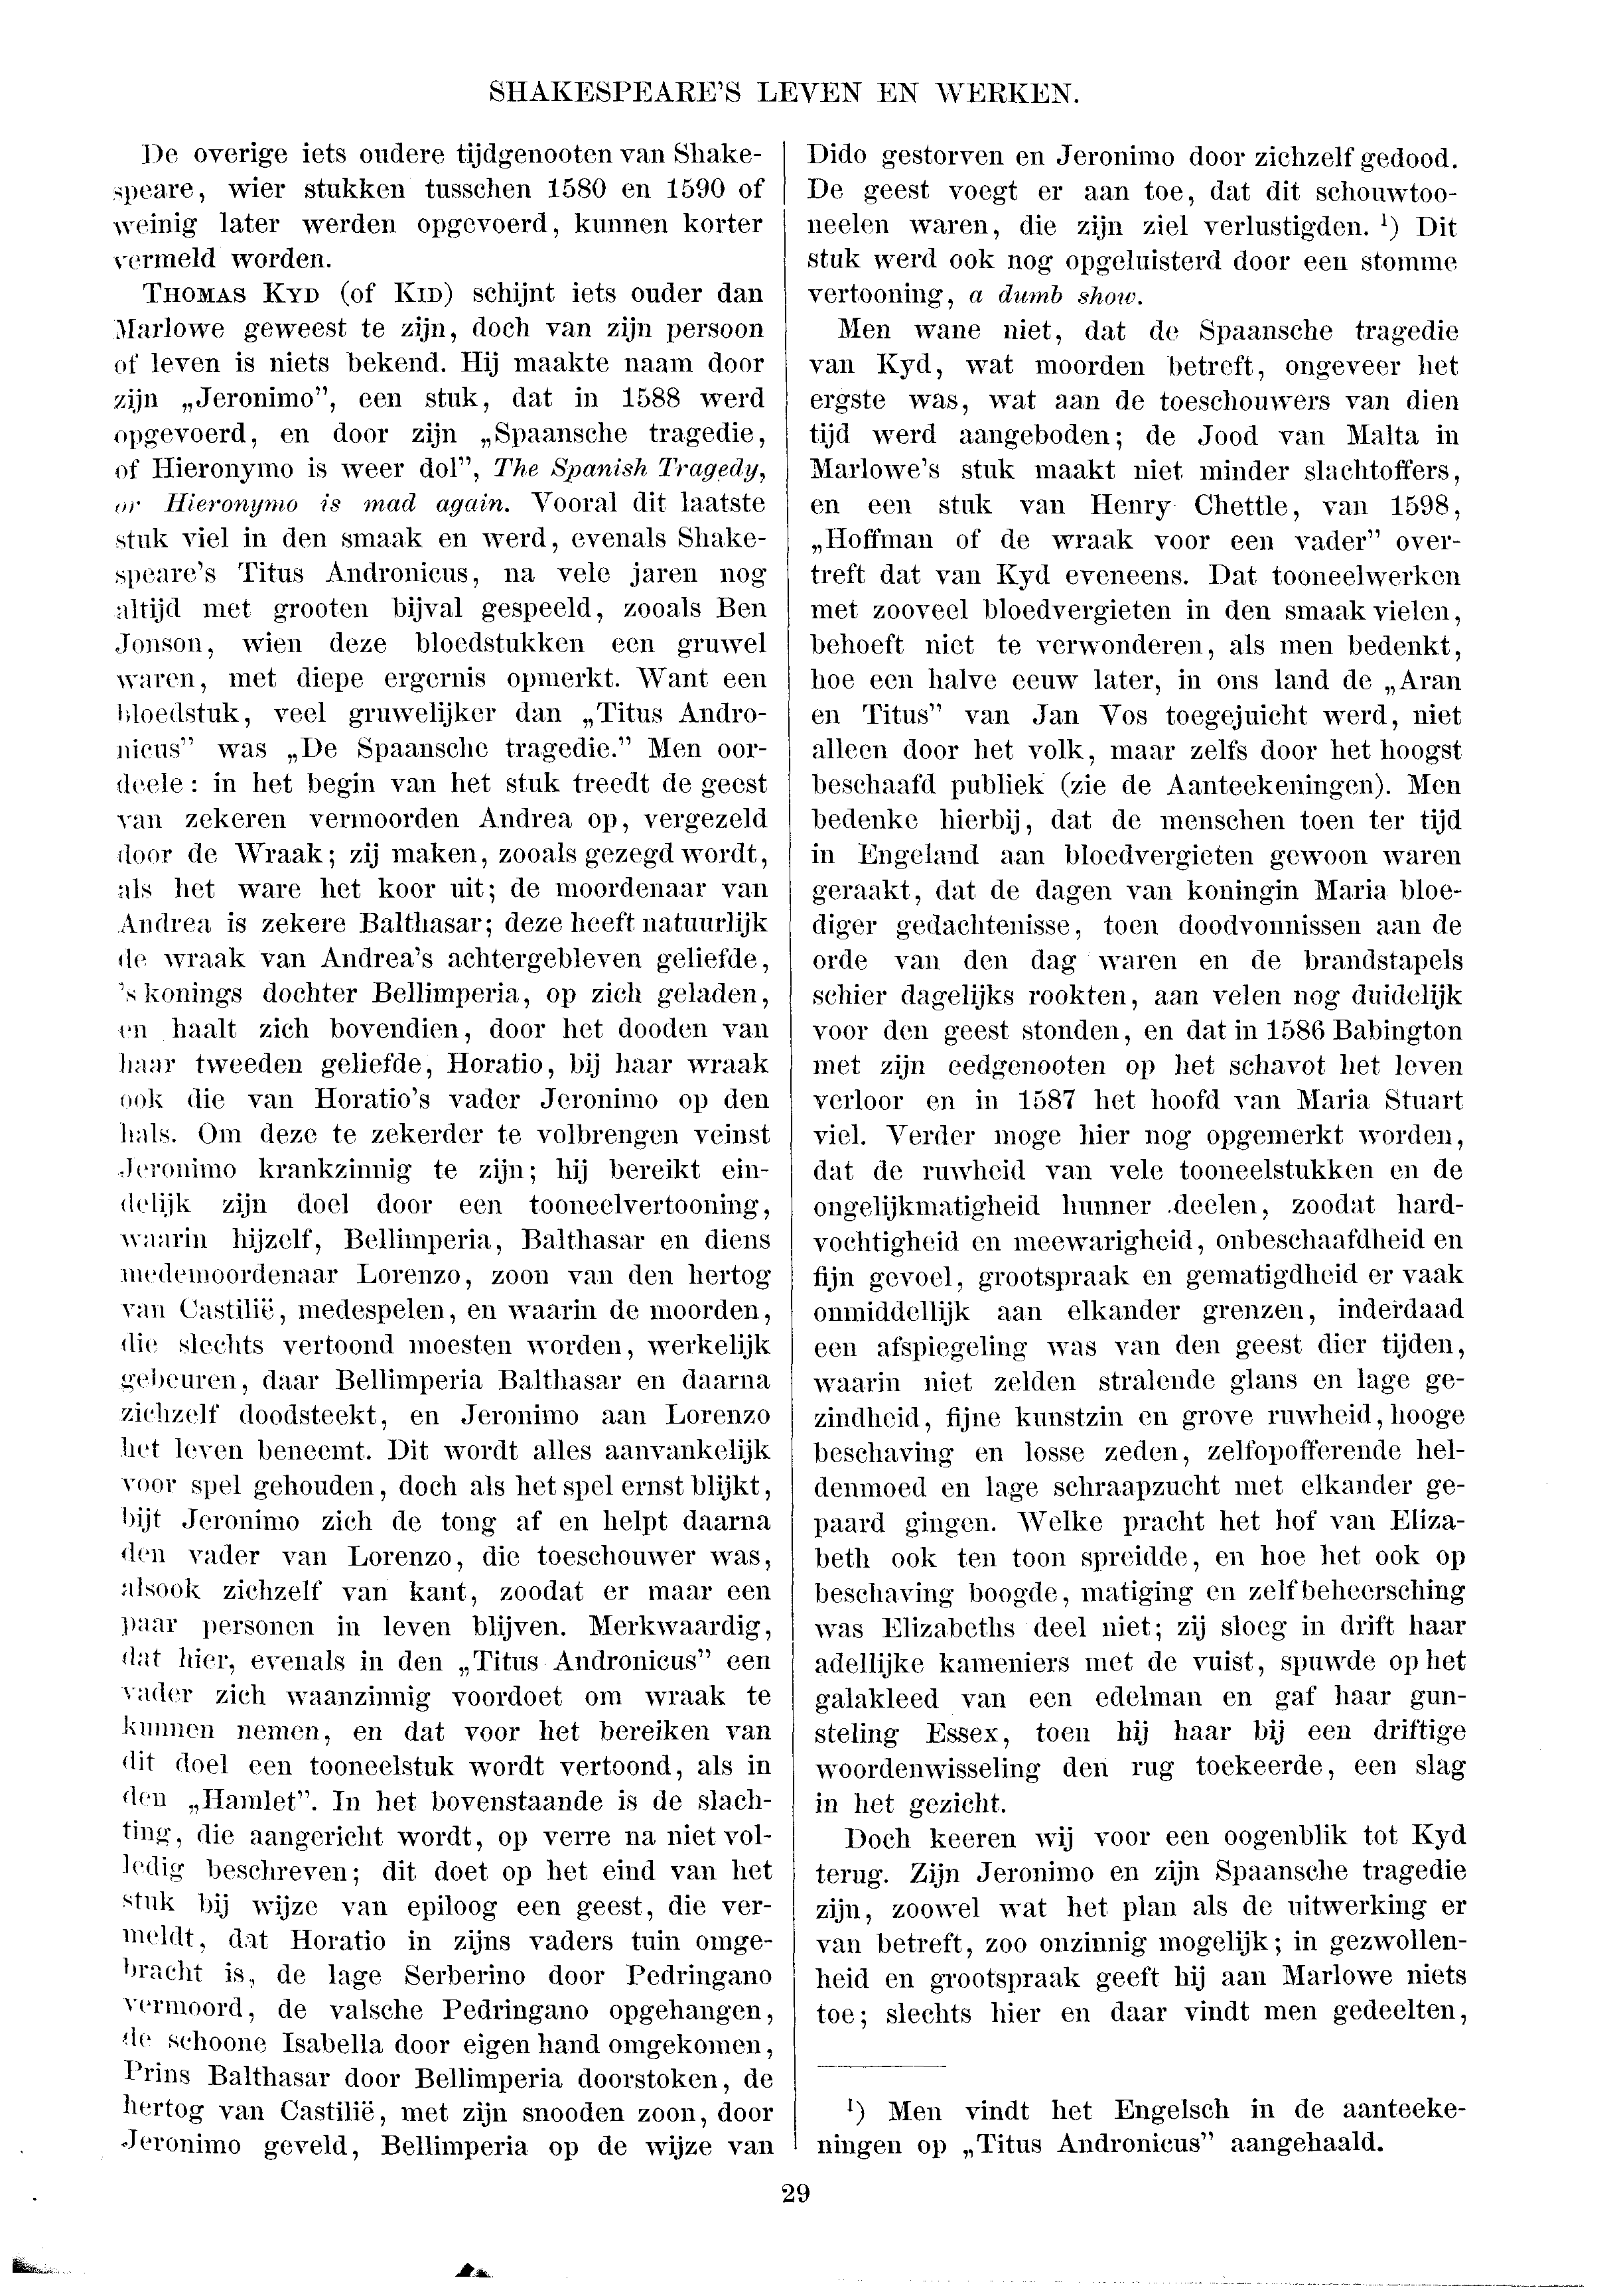 SHAKESPEARE'S LEVEN EN WERKEN.
De overige iets oudere tijdgenooten van Shake-
speare, wier stukken tusschen 1580 en 1590 of
weinig later werden opgevoerd, kunnen korter
vermeld worden.
THOMAS KYD (of KID) schijnt iets ouder dan
Marlowe geweest te zijn, doch van zijn persoon
of leven is niets bekend. Hij maakte naam door
zijn „Jeronimo”, een stuk, dat in 1588 werd
opgevoerd, en door zijn „Spaansche tragedie,
of Hieronymo is weer dol”, The Spanish Tragedy,
or Hieronymo is mad again. Vooral dit laatste
stuk viel in den smaak en werd, evenals Shake-
speare's Titus Andronicus, na vele jaren nog
altijd met grooten bijval gespeeld, zooals Ben
Jonson, wien deze bloedstukken een gruwel
waren, met diepe ergernis opmerkt. Want een
bloedstuk, veel gruwelijker dan „Titus Andro-
nicus” was „De Spaansche tragedie.” Men oor-
deele: in het begin van het stuk treedt de geest
van zekeren vermoorden Andrea op, vergezeld
door de Wraak; zij maken, zooals gezegd wordt,
als het ware het koor uit; de moordenaar van
Andrea is zekere Balthasar; deze heeft natuurlijk
de wraak van Andrea's achtergebleven geliefde,
's konings dochter Bellimperia, op zich geladen,
en haalt zich bovendien, door het dooden van
haar tweeden geliefde, Horatio, bij haar wraak
ook die van Horatio's vader Jeronimo op den
hals. Om deze te zekerder te volbrengen veinst
Jeronimo krankzinnig te zijn; hij bereikt ein-
delijk zijn doel door een tooneelvertooning,
waarin hijzelf, Bellimperia, Balthasar en diens
medemoordenaar Lorenzo, zoon van den hertog
van Castilië, medespelen, en waarin de moorden,
die slechts vertoond moesten worden, werkelijk
gebeuren, daar Bellimperia Balthasar en daarna
zichzelf doodsteekt, en Jeronimo aan Lorenzo
het leven beneemt. Dit wordt alles aanvankelijk
voor spel gehouden, doch als het spel ernst blijkt,
bijt Jeronimo zich de tong af en helpt daarna
den vader van Lorenzo, die toeschouwer was,
alsook zichzelf van kant, zoodat er maar een
paar personen in leven blijven. Merkwaardig,
dat hier, evenals in den „Titus Andronicus” een
vader zich waanzinnig voordoet om wraak te
kunnen nemen, en dat voor het bereiken van
dit doel een tooneelstuk wordt vertoond, als in
den „Hamlet”. In het bovenstaande is de slach-
ting, die aangericht wordt, op verre na niet vol-
ledig beschreven; dit doet op het eind van het
stuk bij wijze van epiloog een geest, die ver-
meldt, dat Horatio in zijns vaders tuin omge-
bracht is, de lage Serberino door Pedringano
vermoord, de valsche Pedringano opgehangen,
de schoone Isabella door eigen hand omgekomen,
Prins Balthasar door Bellimperia doorstoken, de
hertog van Castilië, met zijn snooden zoon, door
Jeronimo geveld, Bellimperia op de wijze van
Dido gestorven en Jeronimo door zichzelf gedood.
De geest voegt er aan toe, dat dit schouwtoo-
neelen waren, die zijn ziel verlustigden. ¹) Dit
stuk werd ook nog opgeluisterd door een stomme
vertooning, a dumb show.
Men wane niet, dat de Spaansche tragedie
van Kyd, wat moorden betreft, ongeveer het
ergste was, wat aan de toeschouwers van dien
tijd werd aangeboden; de Jood van Malta in
Marlowe's stuk maakt niet minder slachtoffers,
en een stuk van Henry Chettle, van 1598,
„Hoffman of de wraak voor een vader” over-
treft dat van Kyd eveneens. Dat tooneelwerken
met zooveel bloedvergieten in den smaak vielen,
behoeft niet te verwonderen, als men bedenkt,
hoe een halve eeuw later, in ons land de „Aran
en Titus” van Jan Vos toegejuicht werd, niet
alleen door het volk, maar zelfs door het hoogst
beschaafd publiek (zie de Aanteekeningen). Men
bedenke hierbij, dat de menschen toen ter tijd
in Engeland aan bloedvergieten gewoon waren
geraakt, dat de dagen van koningin Maria bloe-
diger gedachtenisse, toen doodvonnissen aan de
orde van den dag waren en de brandstapels
schier dagelijks rookten, aan velen nog duidelijk
voor den geest stonden, en dat in 1586 Babington
met zijn eedgenooten op het schavot het leven
verloor en in 1587 het hoofd van Maria Stuart
viel. Verder moge hier nog opgemerkt worden,
dat de ruwheid van vele tooneelstukken en de
ongelijkmatigheid hunner deelen, zoodat hard-
vochtigheid en meewarigheid, onbeschaafdheid en
fijn gevoel, grootspraak en gematigdheid er vaak
onmiddellijk aan elkander grenzen, inderdaad
een afspiegeling was van den geest dier tijden,
waarin niet zelden stralende glans en lage ge-
zindheid, fijne kunstzin en grove ruwheid, hooge
beschaving en losse zeden, zelfopofferende hel-
denmoed en lage schraapzucht met elkander ge-
paard gingen. Welke pracht het hof van Eliza-
beth ook ten toon spreidde, en hoe het ook op
beschaving boogde, matiging en zelfbeheersching
was Elizabeths deel niet; zij sloeg in drift haar
adellijke kameniers met de vuist, spuwde op het
galakleed van een edelman en gaf haar gun-
steling Essex, toen hij haar bij een driftige
woordenwisseling den rug toekeerde, een slag
in het gezicht.
Doch keeren wij voor een oogenblik tot Kyd
terug. Zijn Jeronimo en zijn Spaansche tragedie
zijn, zoowel wat het plan als de uitwerking er
van betreft, zoo onzinnig mogelijk; in gezwollen-
heid en grootspraak geeft hij aan Marlowe niets
toe; slechts hier en daar vindt men gedeelten,
¹) Men vindt het Engelsch in de aanteeke-
ningen op „Titus Andronicus” aangehaald.
29